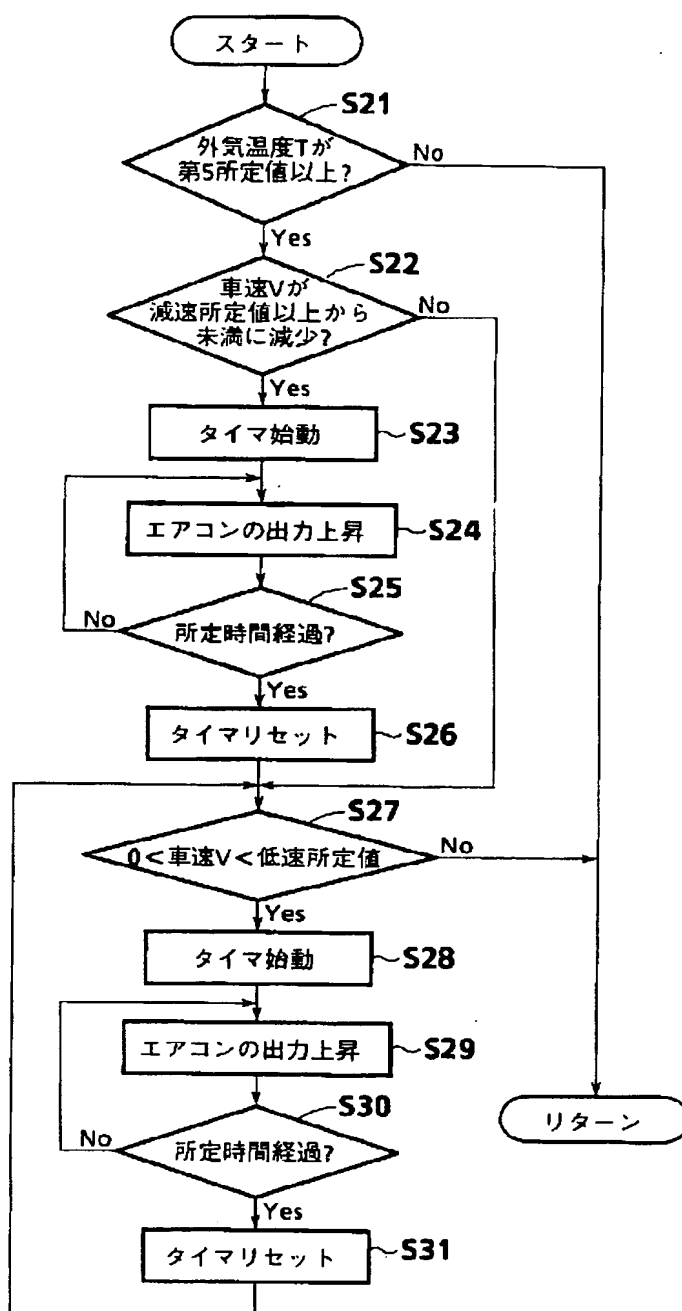 スタート
S21
外気温度Tが
第5所定値以上?
No
Yes
S22
車速Vが
減速所定値以上から
未満に減少?
No
Yes
タイマ始動
S23
エアコンの出力上昇
S24
S25
所定時間経過?
No
Yes
タイマリセット
S26
S27
0<車速V<低速所定値
No
Yes
タイマ始動
S28
エアコンの出力上昇
S29
S30
所定時間経過?
No
Yes
リターン
タイマリセット
S31